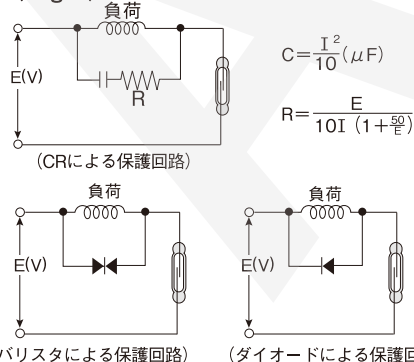 負荷
E(V)
R
C=I²/10(μF)
R=E/10I (1+50/E)
(CRによる保護回路)
負荷
負荷
E(V)
E(V)
バリスタによる保護回路)
(ダイオードによる保護回